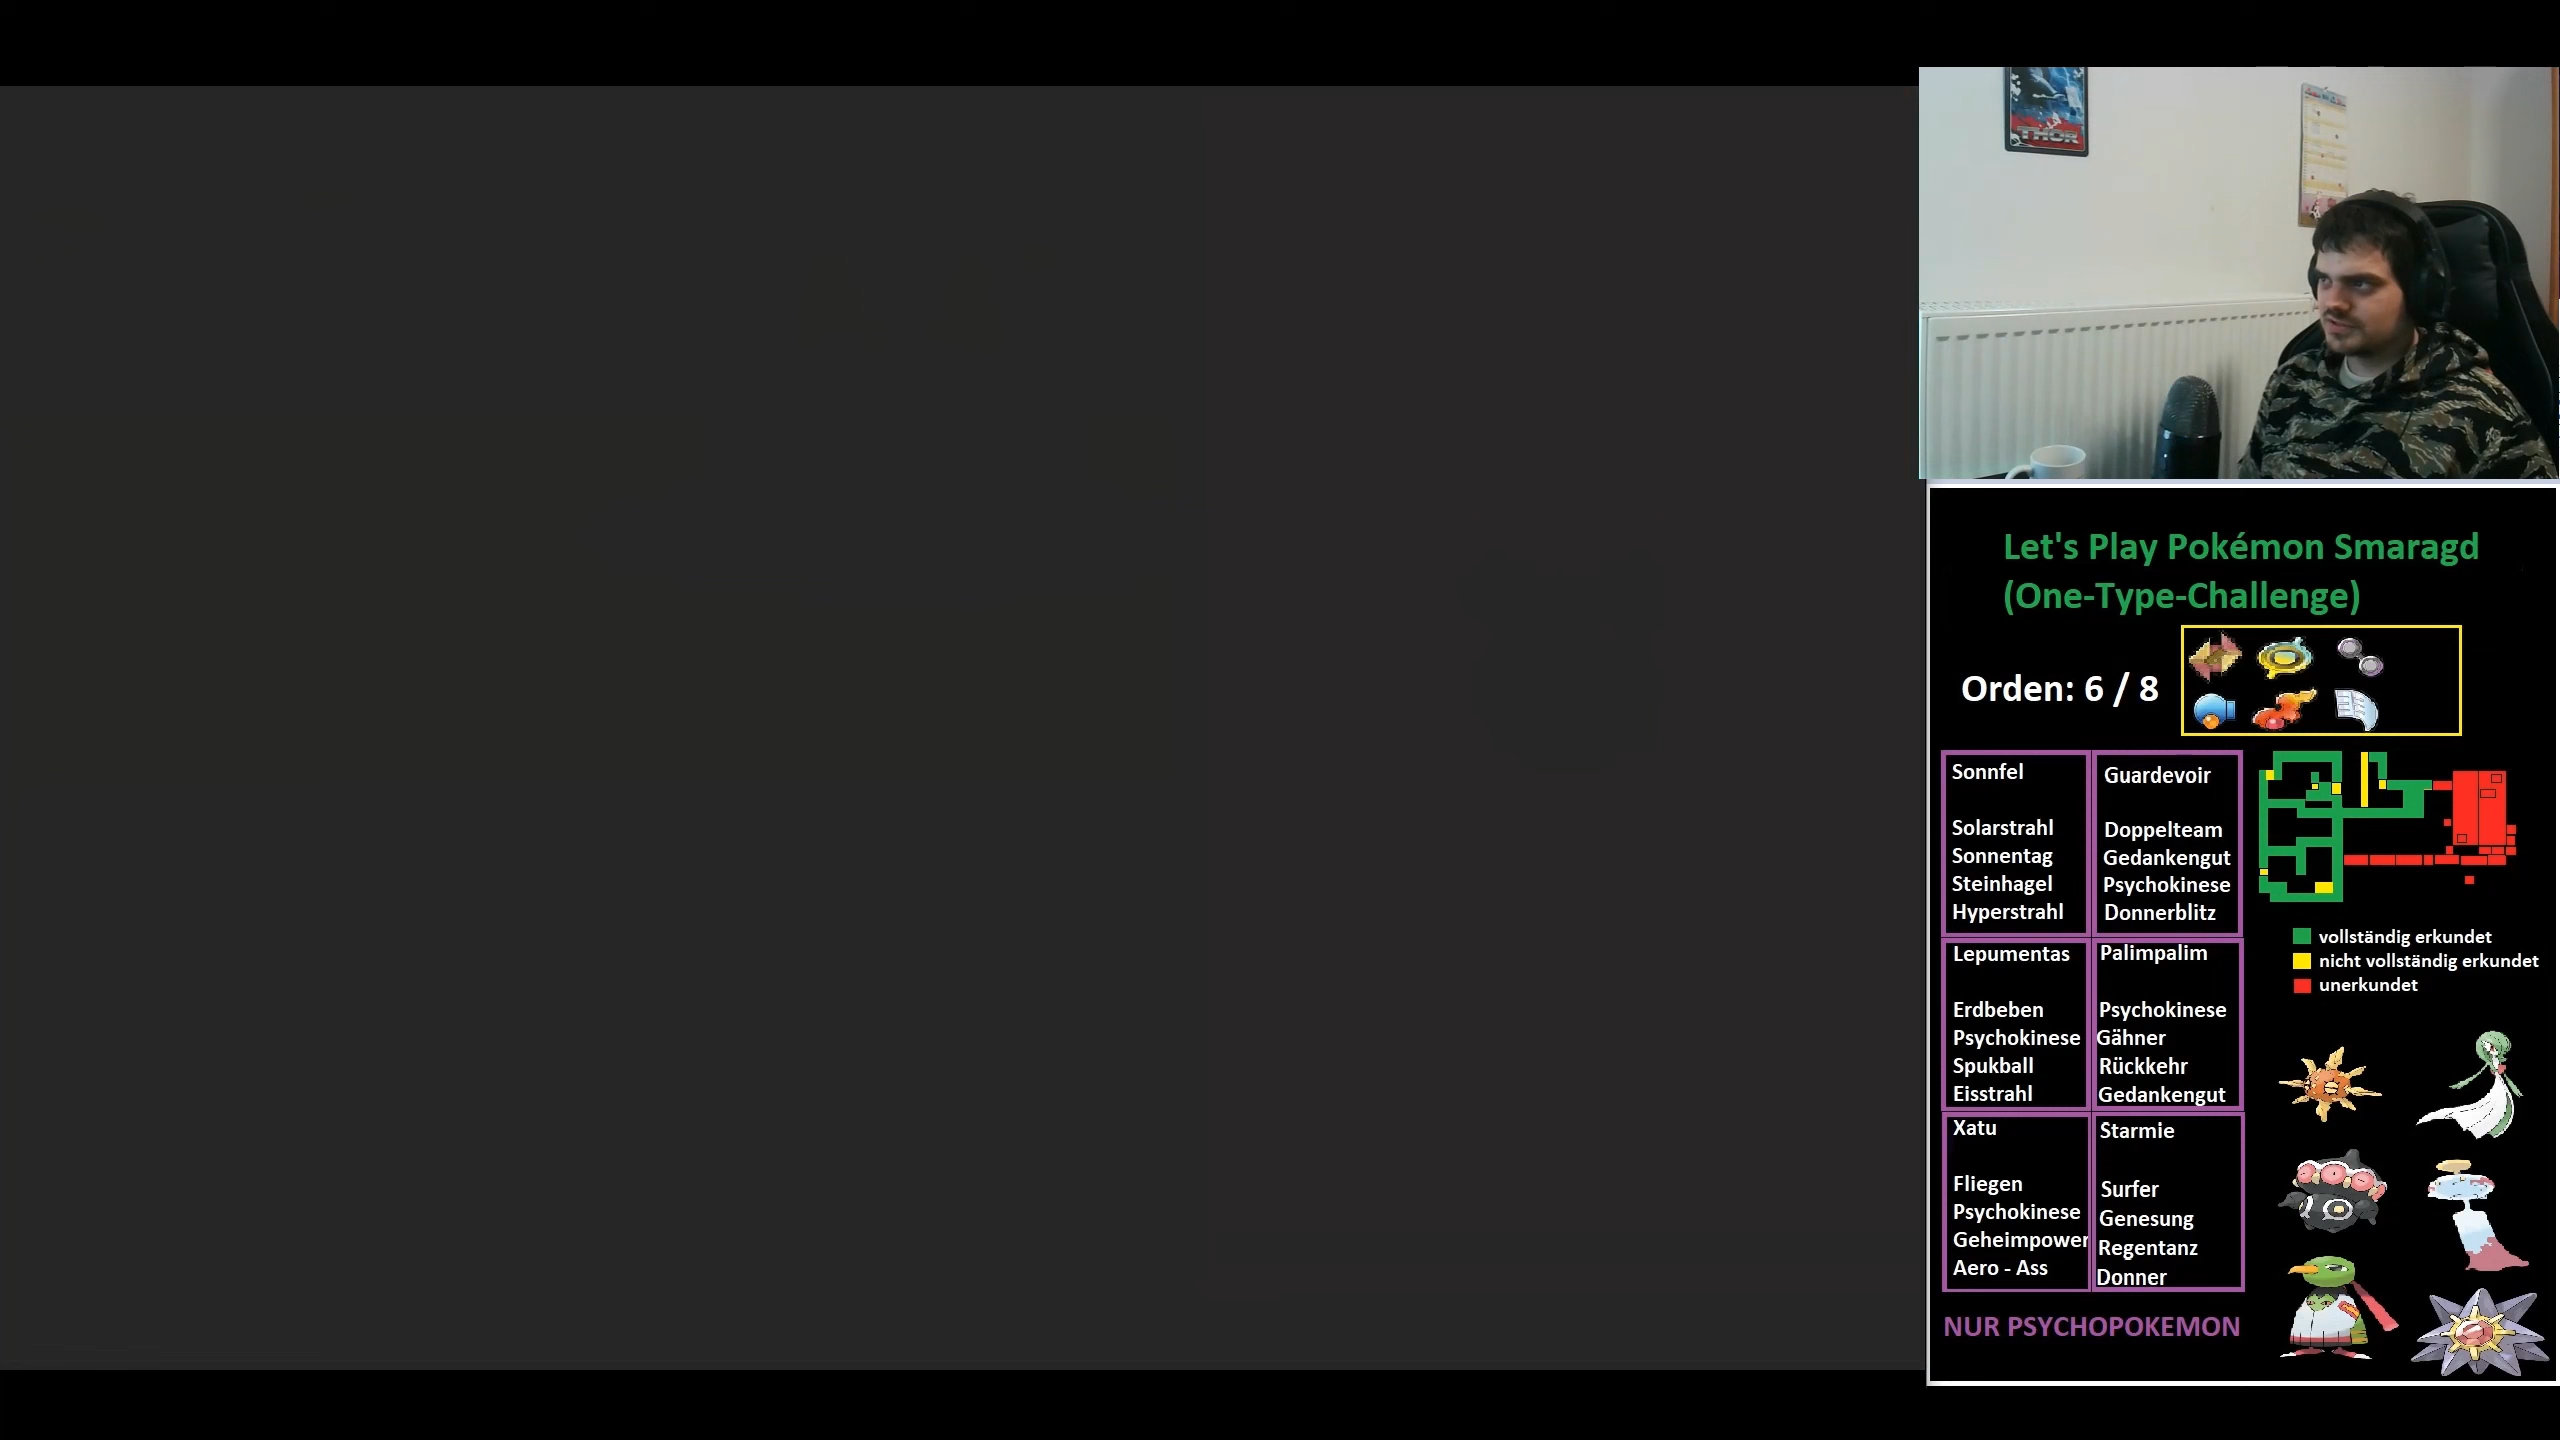 THOR
Let's Play Pokémon Smaragd
(One-Type-Challenge)
Orden: 6 / 8
Sonnfel
Solarstrahl
Sonnentag
Steinhagel
Hyperstrahl
Guardevoir
Doppelteam
Gedankengut
Psychokinese
Donnerblitz
vollständig erkundet
nicht vollständig erkundet
unerkundet
Lepumentas
Erdbeben
Psychokinese
Spukball
Eisstrahl
Palimpalim
Psychokinese
Gähner
Rückkehr
Gedankengut
Xatu
Fliegen
Psychokinese
Geheimpower
Aero - Ass
Starmie
Surfer
Genesung
Regentanz
Donner
NUR PSYCHOPOKEMON